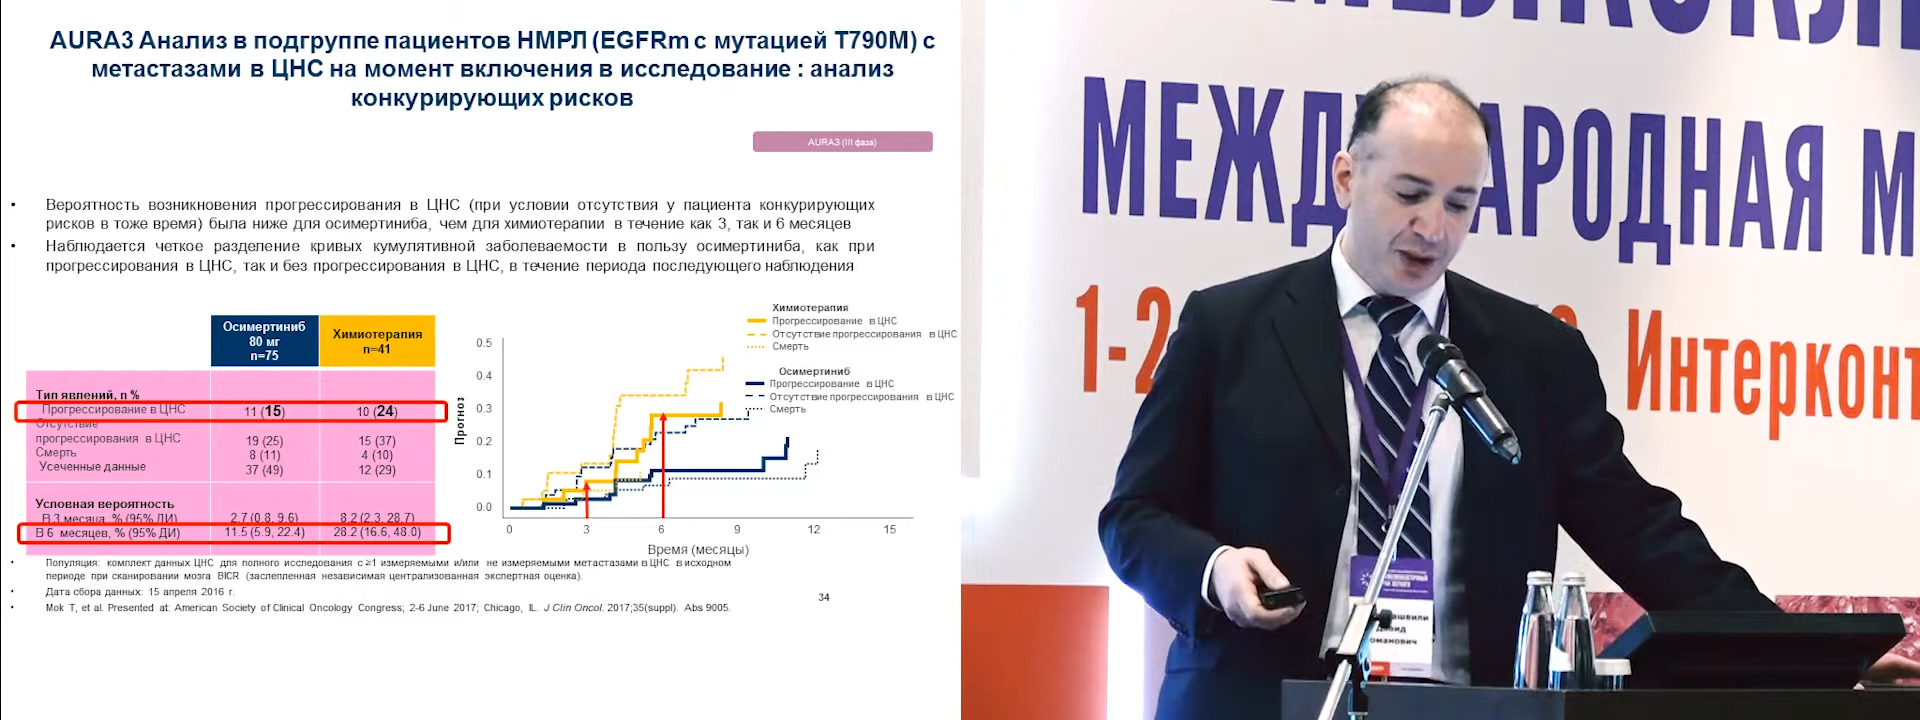 AURA3 Анализ в подгруппе пациентов НМРЛ (EGFRm с мутацией T790M) с
метастазами в ЦНС на момент включения в исследование : анализ
конкурирующих рисков
AURA3 (III фаза)
• Вероятность возникновения прогрессирования в ЦНС (при условии отсутствия у пациента конкурирующих
рисков в тоже время) была ниже для осимертиниба, чем для химиотерапии в течение как 3, так и 6 месяцев
• Наблюдается четкое разделение кривых кумулятивной заболеваемости в пользу осимертиниба, как при
прогрессирования в ЦНС, так и без прогрессирования в ЦНС, в течение периода последующего наблюдения
Осимертиниб
80 мг
n=75
Химиотерапия
n=41
Тип явлений, n %
Прогрессирование в ЦНС 11 (15) 10 (24)
Отсутствие
прогрессирования в ЦНС 19 (25) 15 (37)
Смерть 8 (11) 4 (10)
Усеченные данные 37 (49) 12 (29)
Условная вероятность
В 3 месяца, % (95% ДИ) 2.7 (0.8, 9.6) 8.2 (2.3, 28.7)
В 6 месяцев, % (95% ДИ) 11.5 (5.9, 22.4) 28.2 (16.6, 48.0)
Химиотерапия
Прогрессирование в ЦНС
Отсутствие прогрессирования в ЦНС
Смерть
Осимертиниб
Прогрессирование в ЦНС
Отсутствие прогрессирования в ЦНС
Смерть
Прогноз
0.5
0.4
0.3
0.2
0.1
0.0
0 3 6 9 12 15
Время (месяцы)
• Популяция: комплект данных ЦНС для полного исследования с ≥1 измеряемыми и/или не измеряемыми метастазами в ЦНС в исходном
периоде при сканировании мозга BICR (заслепленная независимая централизованная экспертная оценка).
• Дата сбора данных: 15 апреля 2016 г.
• Mok T, et al. Presented at: American Society of Clinical Oncology Congress; 2-6 June 2017; Chicago, IL. J Clin Oncol. 2017;35(suppl). Abs 9005.
34
МЕЖД РОДНАЯ М
1-2 Интерконт
ашвили
Давид
оманович